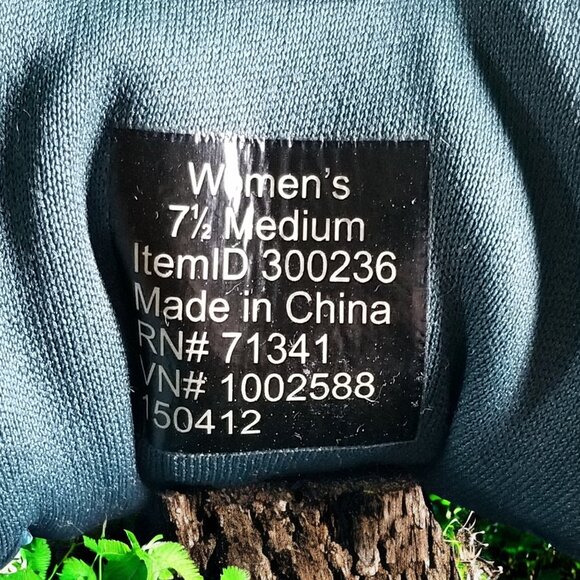 Women's
7½ Medium
ItemID 300236
Made in China
RN# 71341
VN# 1002588
150412